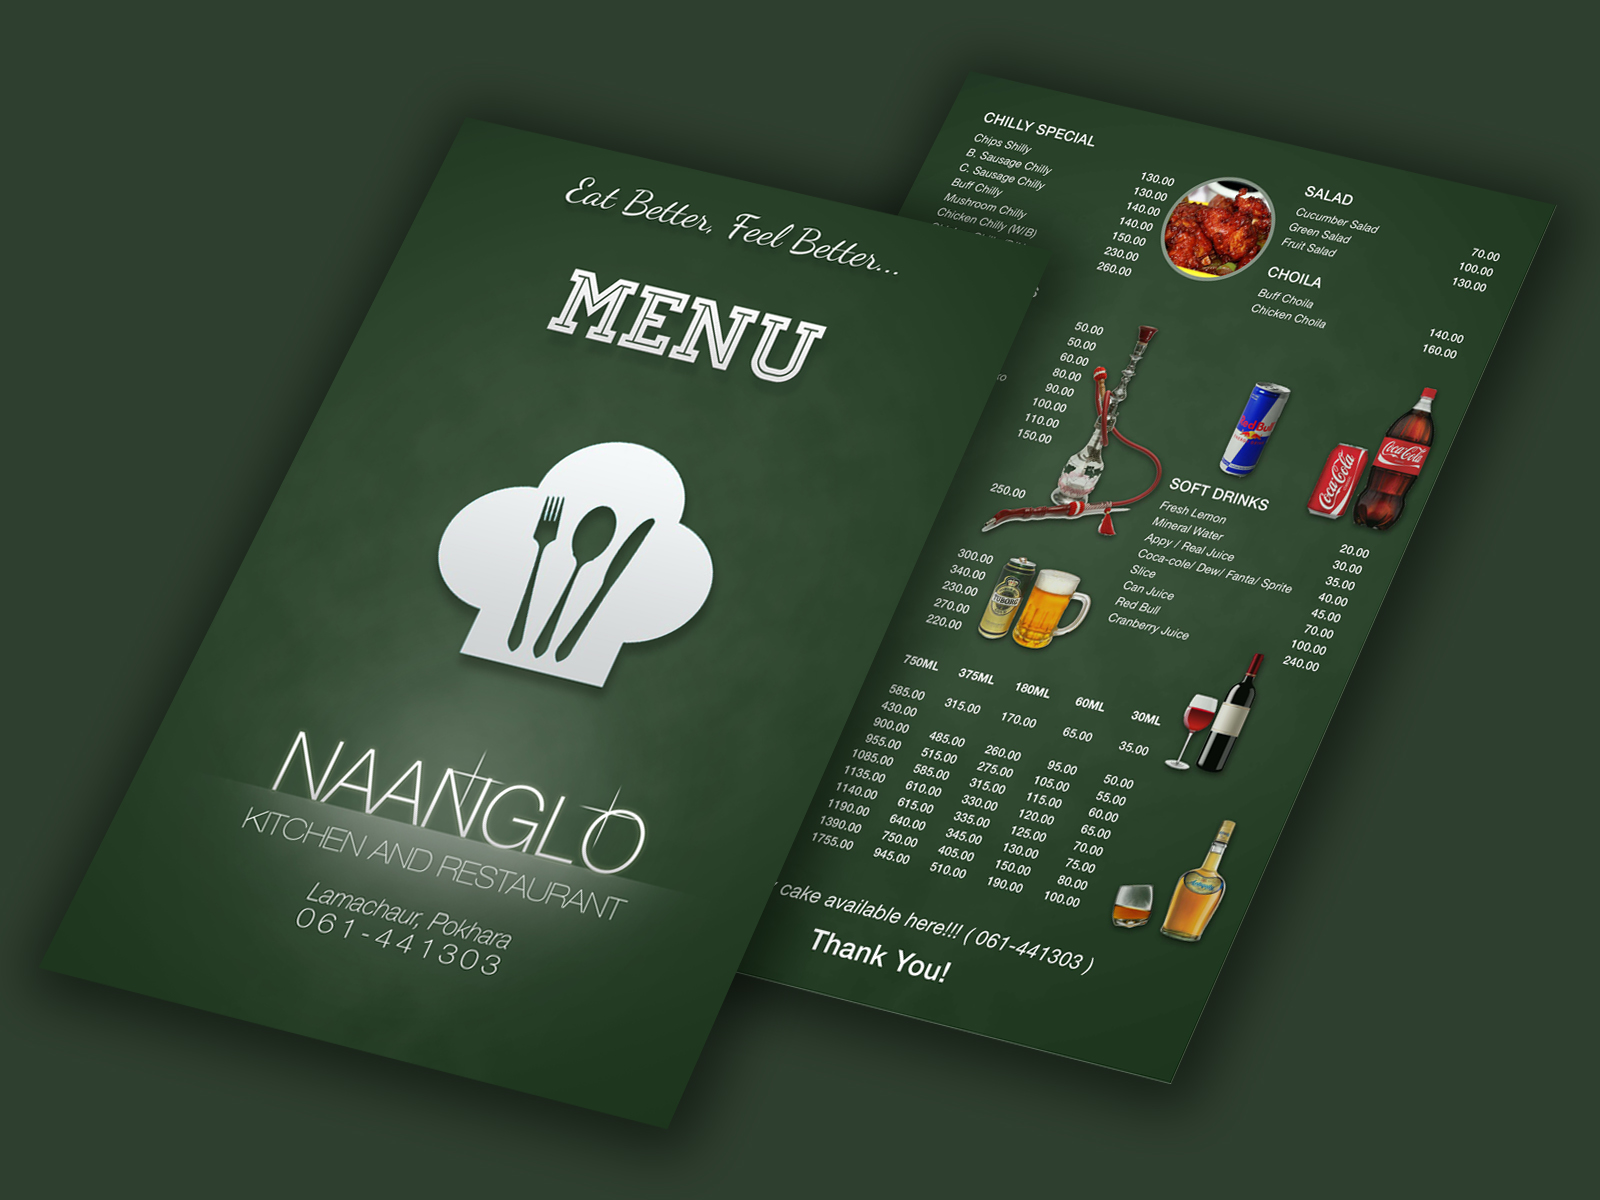 Eat Better, Feel Better...
MENU
NAANGLO
KITCHEN AND RESTAURANT
Lamachaur, Pokhara
061-441303
CHILLY SPECIAL
Chips Shilly 130.00
B. Sausage Chilly 130.00
C. Sausage Chilly 140.00
Buff Chilly 140.00
Mushroom Chilly 150.00
Chicken Chilly (W/B) 230.00
260.00
SALAD
Cucumber Salad 70.00
Green Salad 100.00
Fruit Salad 130.00
CHOILA
Buff Choila 140.00
Chicken Choila 160.00
50.00
50.00
60.00
80.00
90.00
100.00
110.00
150.00
250.00
Red Bull
Coca-Cola
Coca-Cola
SOFT DRINKS
Fresh Lemon 20.00
Mineral Water 30.00
Appy / Real Juice 35.00
Coca-cole/ Dew/ Fanta/ Sprite 40.00
Slice 45.00
Can Juice 70.00
Red Bull 100.00
Cranberry Juice 240.00
300.00
340.00
230.00
270.00
220.00
TUBORG
750ML 375ML 180ML 60ML 30ML
585.00 315.00 170.00 65.00 35.00
430.00
900.00 485.00 260.00 95.00 50.00
955.00 515.00 275.00 105.00 55.00
1085.00 585.00 315.00 115.00 60.00
1135.00 610.00 330.00 120.00 65.00
1140.00 615.00 335.00 125.00 70.00
1190.00 640.00 345.00 130.00 75.00
1390.00 750.00 405.00 150.00 80.00
1755.00 945.00 510.00 190.00 100.00
cake available here!!! ( 061-441303 )
Thank You!